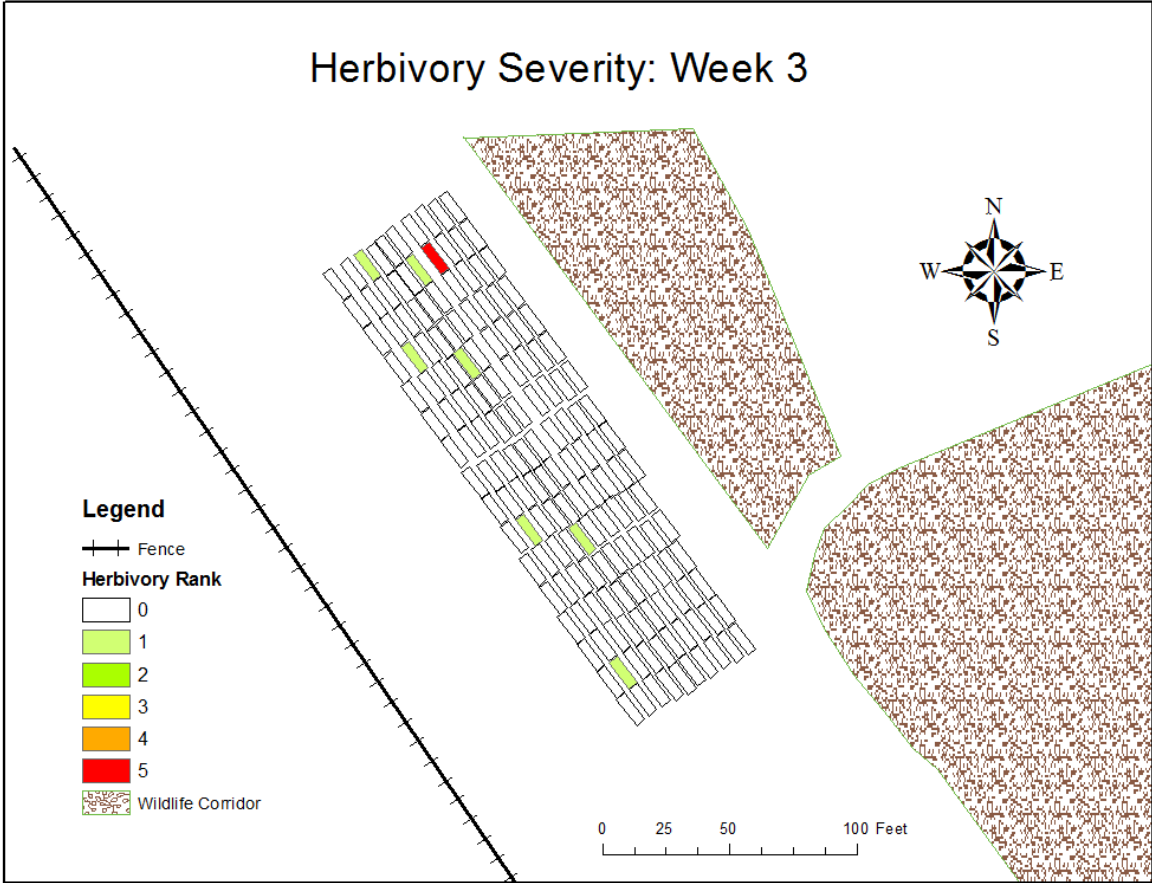 Herbivory Severity: Week 3
N
W E
S
Legend
Fence
Herbivory Rank
0
1
2
3
4
5
Wildlife Corridor
0 25 50 100 Feet